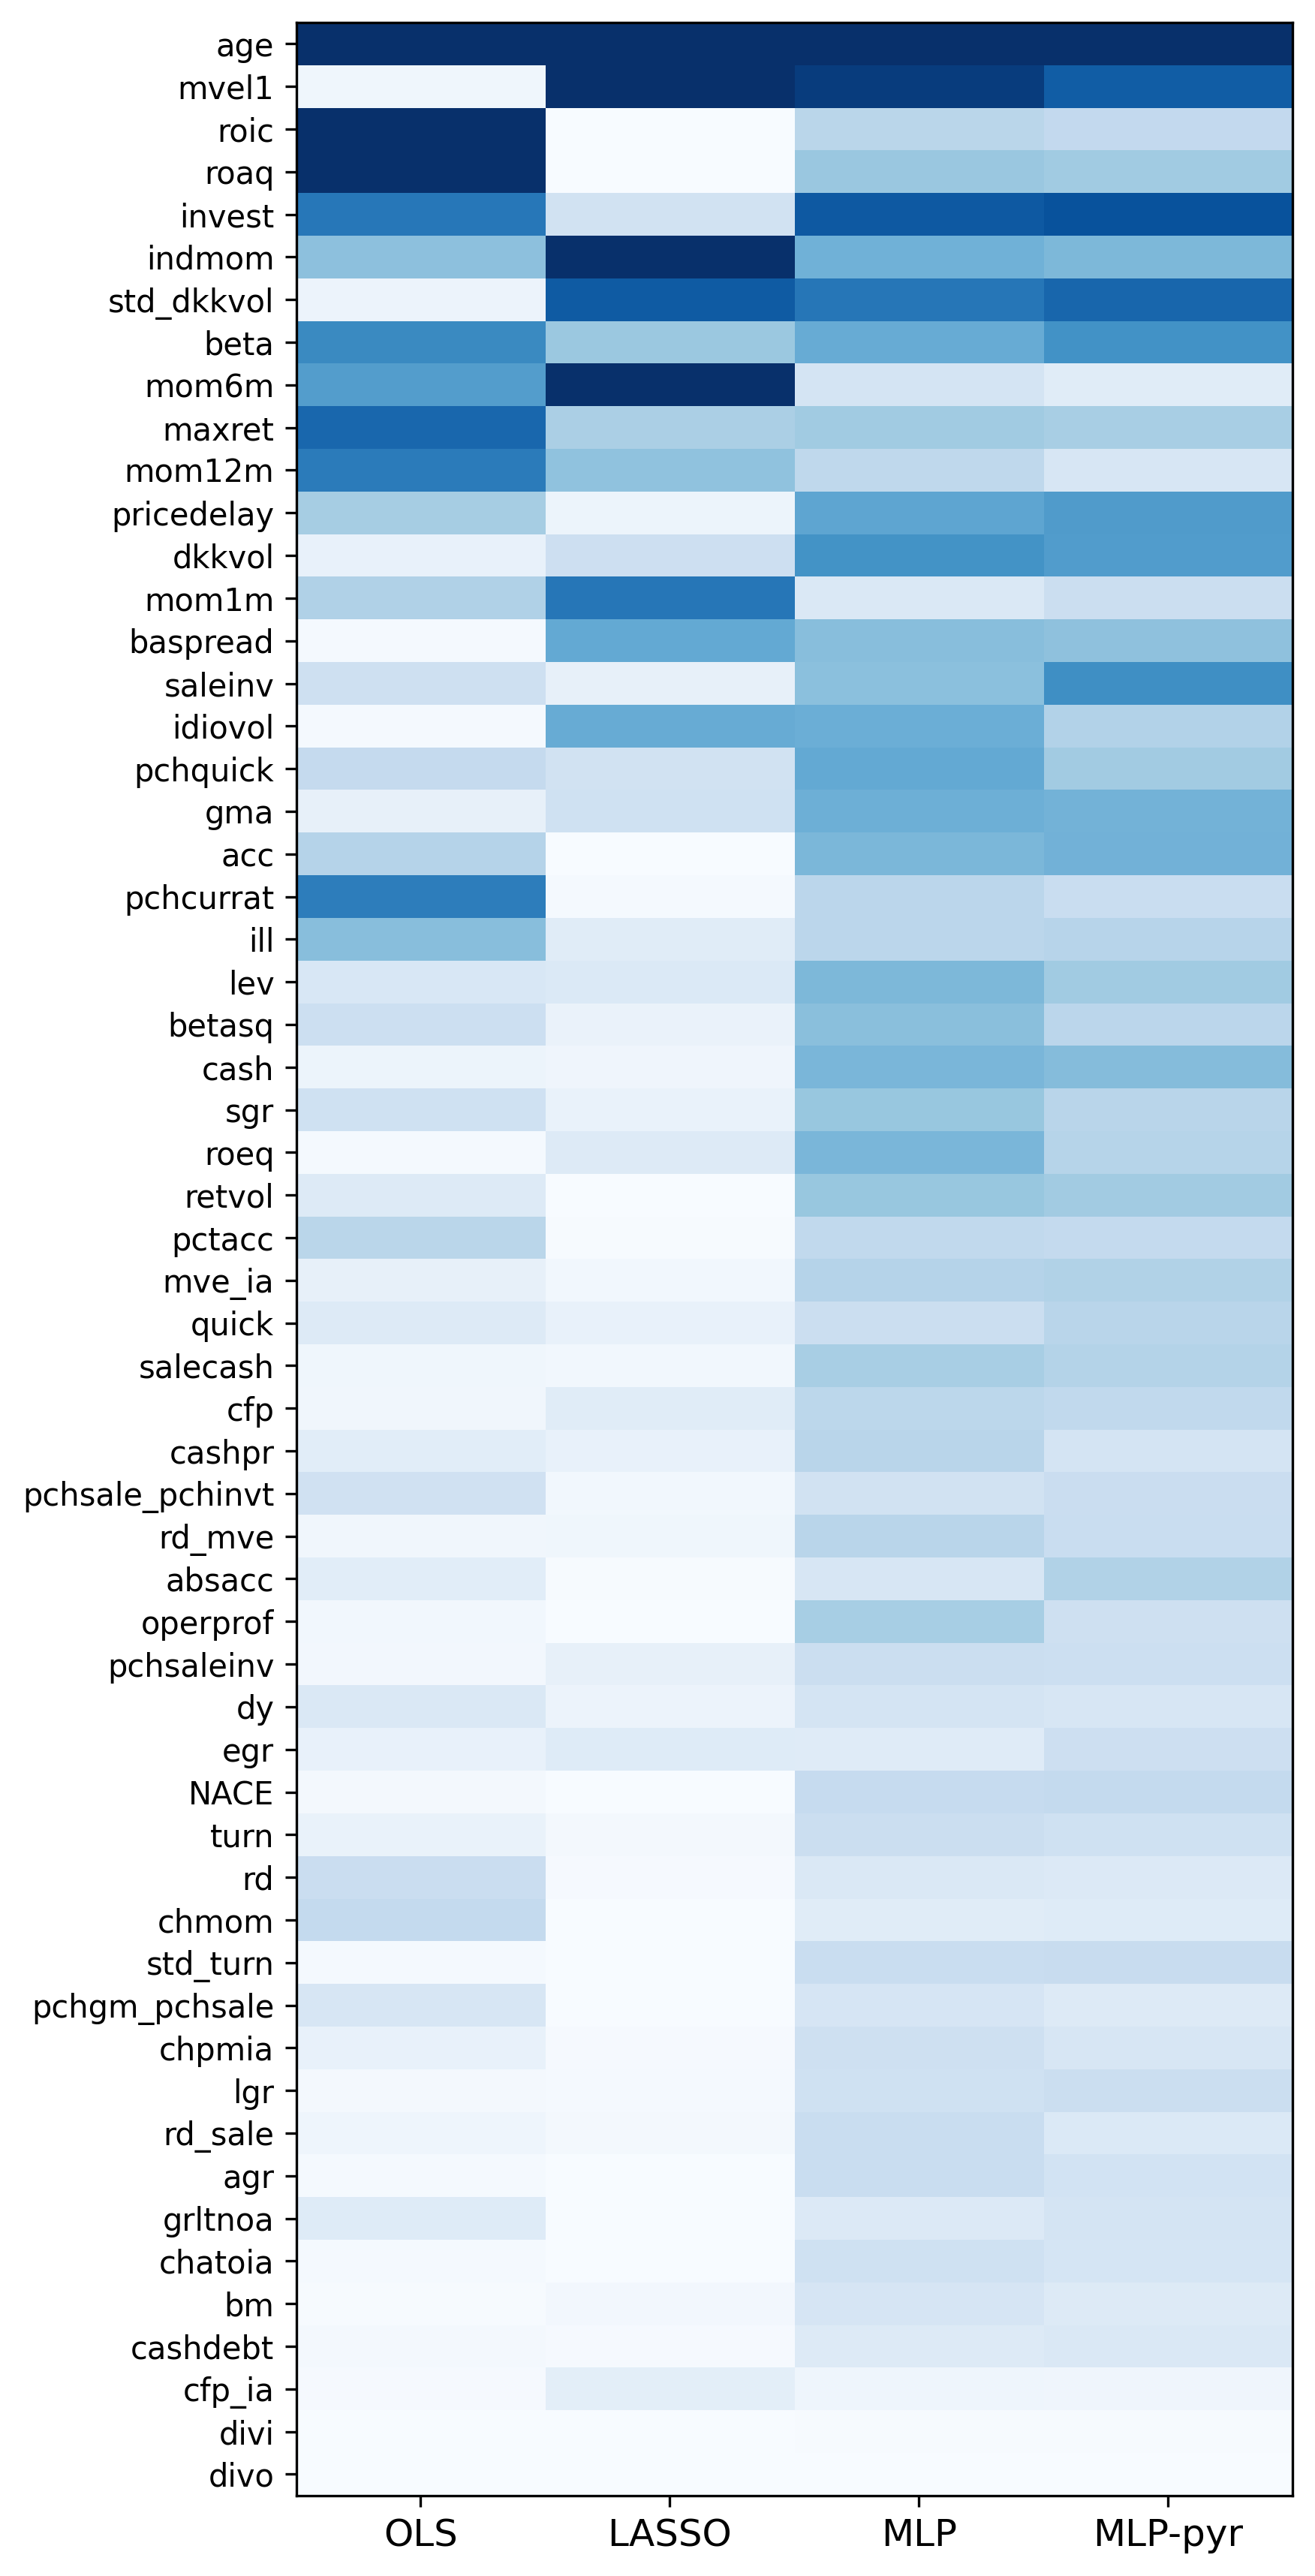 age
mvel1
roic
roaq
invest
indmom
std_dkkvol
beta
mom6m
maxret
mom12m
pricedelay
dkkvol
mom1m
baspread
saleinv
idiovol
pchquick
gma
acc
pchcurrat
ill
lev
betasq
cash
sgr
roeq
retvol
pctacc
mve_ia
quick
salecash
cfp
cashpr
pchsale_pchinvt
rd_mve
absacc
operprof
pchsaleinv
dy
egr
NACE
turn
rd
chmom
std_turn
pchgm_pchsale
chpmia
lgr
rd_sale
agr
grltnoa
chatoia
bm
cashdebt
cfp_ia
divi
divo
OLS LASSO MLP MLP-pyr